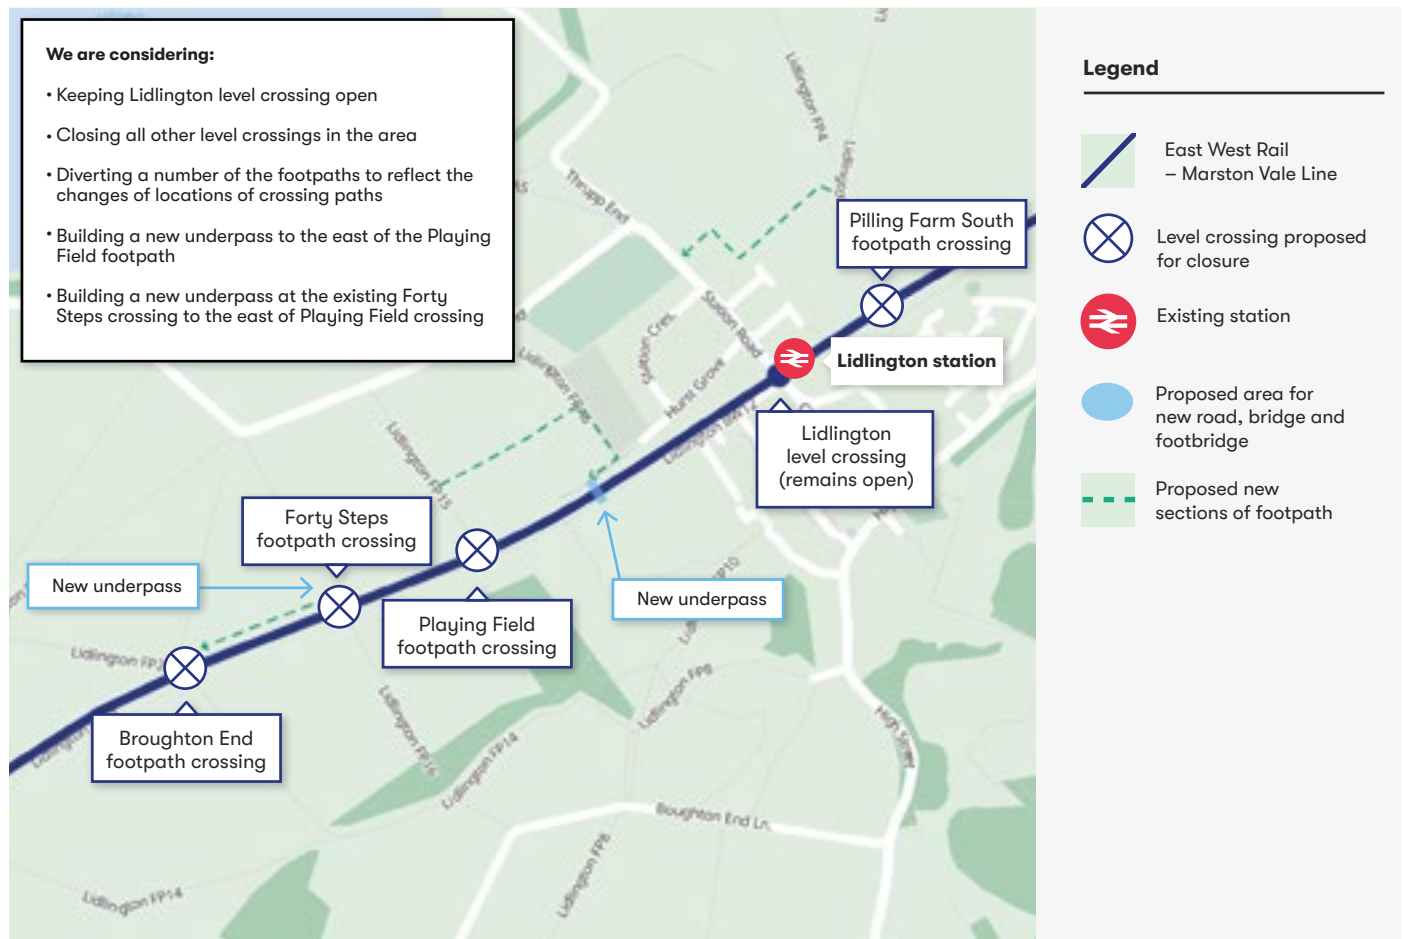 We are considering:
• Keeping Lidlington level crossing open
• Closing all other level crossings in the area
• Diverting a number of the footpaths to reflect the
changes of locations of crossing paths
• Building a new underpass to the east of the Playing
Field footpath
• Building a new underpass at the existing Forty
Steps crossing to the east of Playing Field crossing
Thrupp End
Lidlington FP4
Pilling Farm South
footpath crossing
Station Road
Station Cres.
Hurst Grove
Lidlington station
Lidlington
level crossing
(remains open)
Lidlington
Lidlington FP15
Forty Steps
footpath crossing
New underpass
Playing Field
footpath crossing
New underpass
Broughton End
footpath crossing
Lidlington FP16
Lidlington FP14
Lidlington FP8
High Street
Boughton End Ln.
Lidlington FP8
Lidlington FP14
Legend
East West Rail
– Marston Vale Line
Level crossing proposed
for closure
Existing station
Proposed area for
new road, bridge and
footbridge
Proposed new
sections of footpath